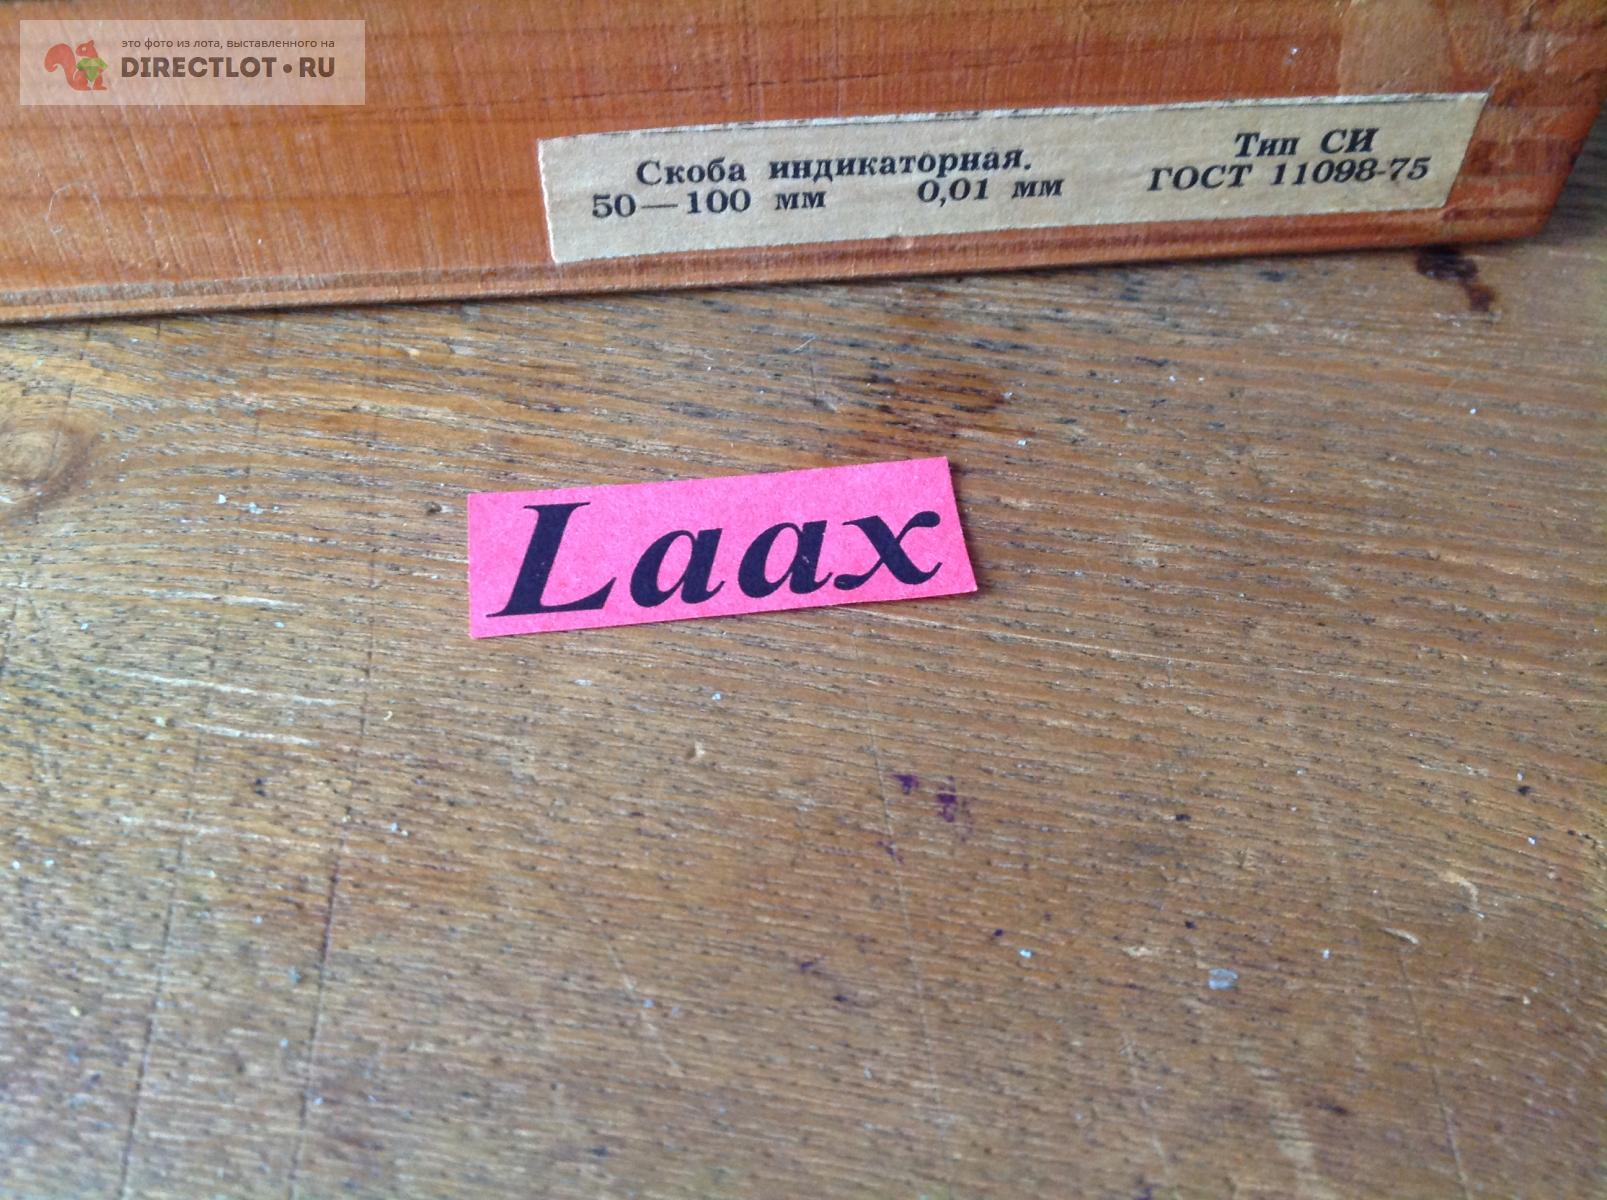 это фото из лота, выставленного на
DIRECTLOT•RU
Скоба индикаторная.
50—100 мм 0,01 мм
Тип СИ
ГОСТ 11098-75
Laax